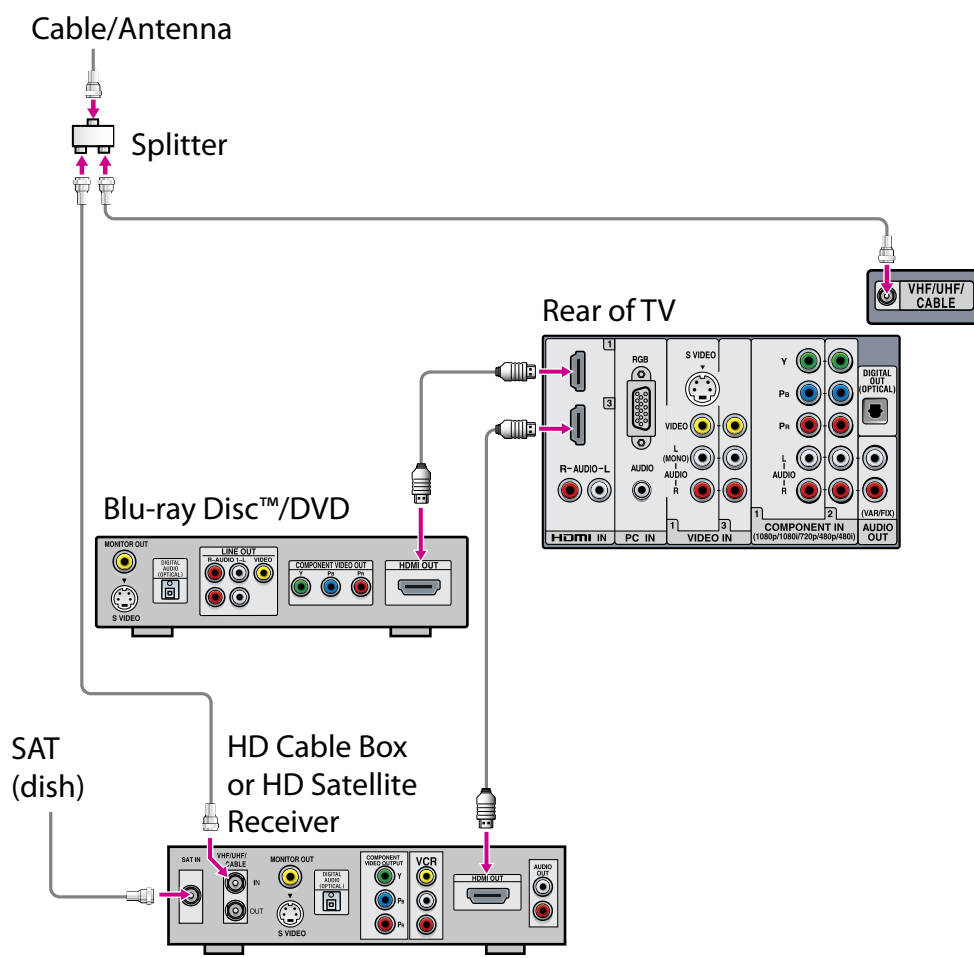 Cable/Antenna
Splitter
VHF/UHF/
CABLE
Rear of TV
1
3
R-AUDIO-L
HDMI IN
RGB
AUDIO
PC IN
S VIDEO
VIDEO
L
(MONO)
AUDIO
R
1
3
VIDEO IN
Y
PB
PR
L
AUDIO
R
1
2
COMPONENT IN
(1080p/1080i/720p/480p/480i)
DIGITAL
OUT
(OPTICAL)
(VAR/FIX)
AUDIO
OUT
Blu-ray Disc™/DVD
MONITOR OUT
S VIDEO
DIGITAL
AUDIO
(OPTICAL)
LINE OUT
R-AUDIO 1-L VIDEO
COMPONENT VIDEO OUT
Y PB PR
HDMI OUT
SAT
(dish)
HD Cable Box
or HD Satellite
Receiver
SAT IN
VHF/UHF/
CABLE
IN
OUT
MONITOR OUT
S VIDEO
DIGITAL
AUDIO
(OPTICAL)
COMPONENT
VIDEO OUTPUT
Y
PB
PR
VCR
HDMI OUT
AUDIO
OUT